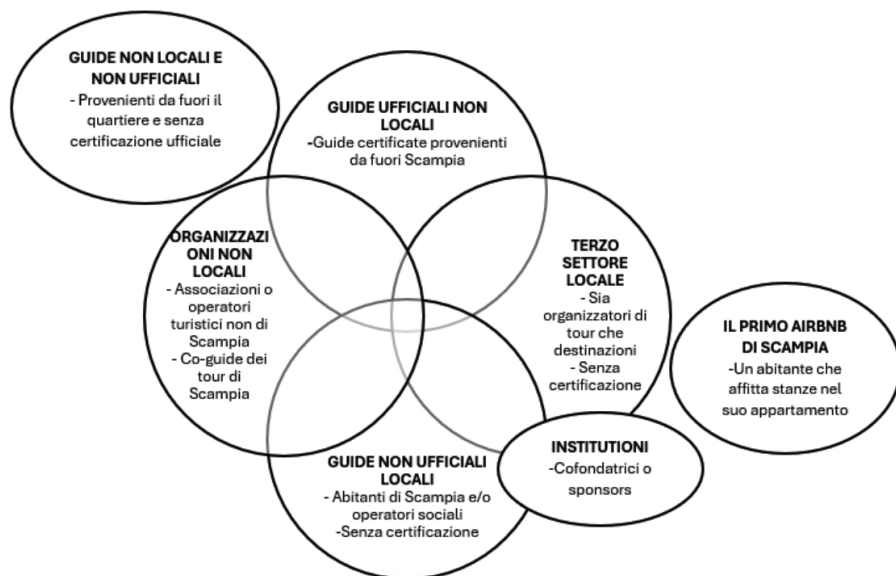 GUIDE NON LOCALI E
NON UFFICIALI
- Provenienti da fuori il
quartiere e senza
certificazione ufficiale
GUIDE UFFICIALI NON
LOCALI
-Guide certificate provenienti
da fuori Scampia
ORGANIZZAZI
ONI NON
LOCALI
- Associazioni o
operatori
turistici non di
Scampia
- Co-guide dei
tour di
Scampia
TERZO
SETTORE
LOCALE
- Sia
organizzatori di
tour che
destinazioni
- Senza
certificazione
IL PRIMO AIRBNB
DI SCAMPIA
-Un abitante che
affitta stanze nel
suo appartamento
INSTITUTIONI
-Cofondatrici o
sponsors
GUIDE NON UFFICIALI
LOCALI
- Abitanti di Scampia e/o
operatori sociali
-Senza certificazione